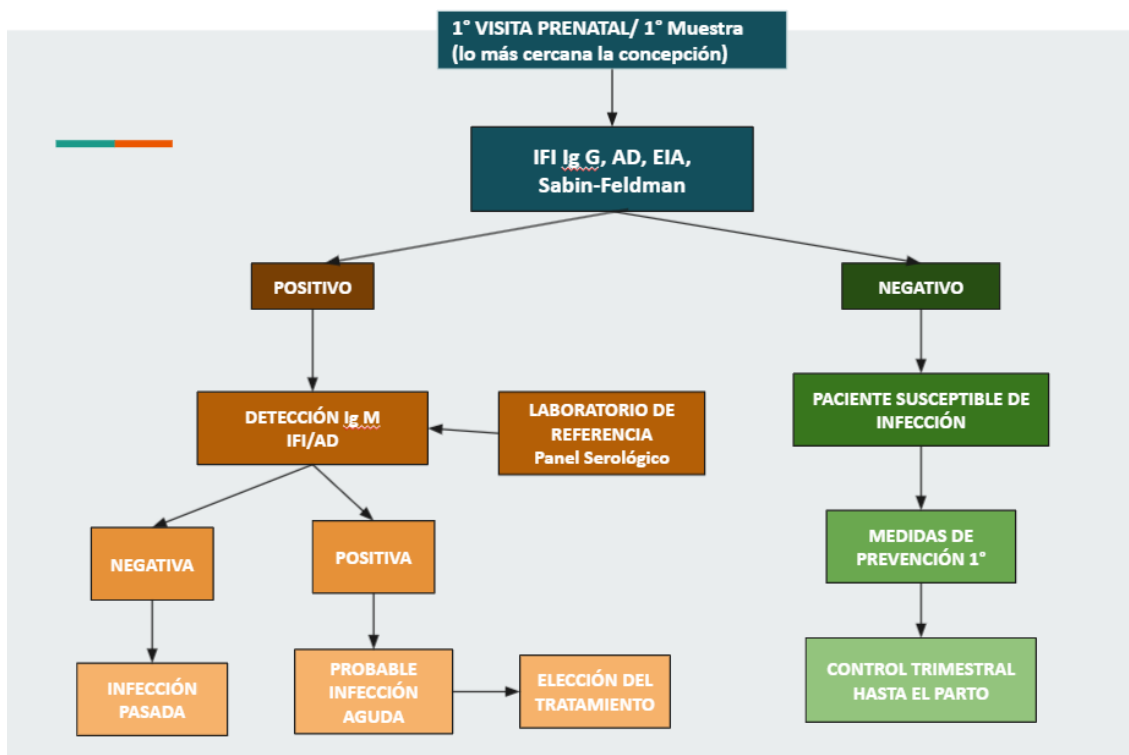 1° VISITA PRENATAL/ 1° Muestra
(lo más cercana la concepción)
IFI Ig G, AD, EIA,
Sabin-Feldman
POSITIVO
NEGATIVO
DETECCIÓN Ig M
IFI/AD
LABORATORIO DE
REFERENCIA
Panel Serológico
PACIENTE SUSCEPTIBLE DE
INFECCIÓN
NEGATIVA
POSITIVA
MEDIDAS DE
PREVENCIÓN 1°
INFECCIÓN
PASADA
PROBABLE
INFECCIÓN
AGUDA
ELECCIÓN DEL
TRATAMIENTO
CONTROL TRIMESTRAL
HASTA EL PARTO